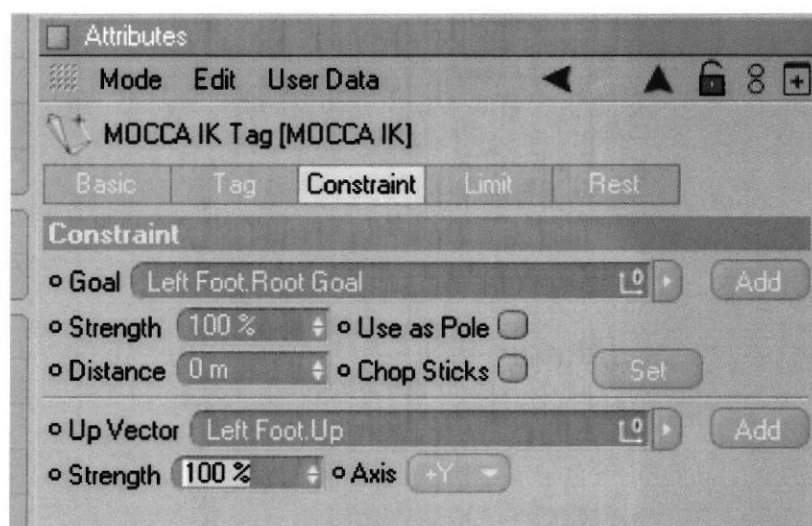 Attributes
Mode Edit User Data
MOCCA IK Tag [MOCCA IK]
Basic Tag Constraint Limit Rest
Constraint
Goal Left Foot.Root Goal Add
Strength 100 % Use as Pole
Distance 0 m Chop Sticks Set
Up Vector Left Foot.Up Add
Strength 100 % Axis +Y